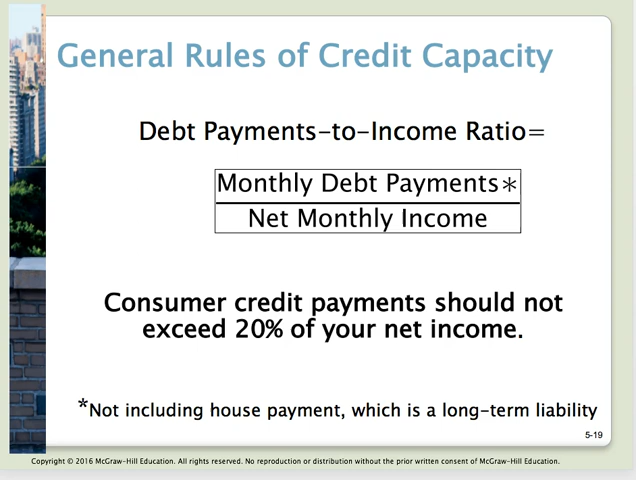 General Rules of Credit Capacity
Debt Payments-to-Income Ratio=
Monthly Debt Payments*
Net Monthly Income
Consumer credit payments should not
exceed 20% of your net income.
*Not including house payment, which is a long-term liability
5-19
Copyright © 2016 McGraw-Hill Education. All rights reserved. No reproduction or distribution without the prior written consent of McGraw-Hill Education.